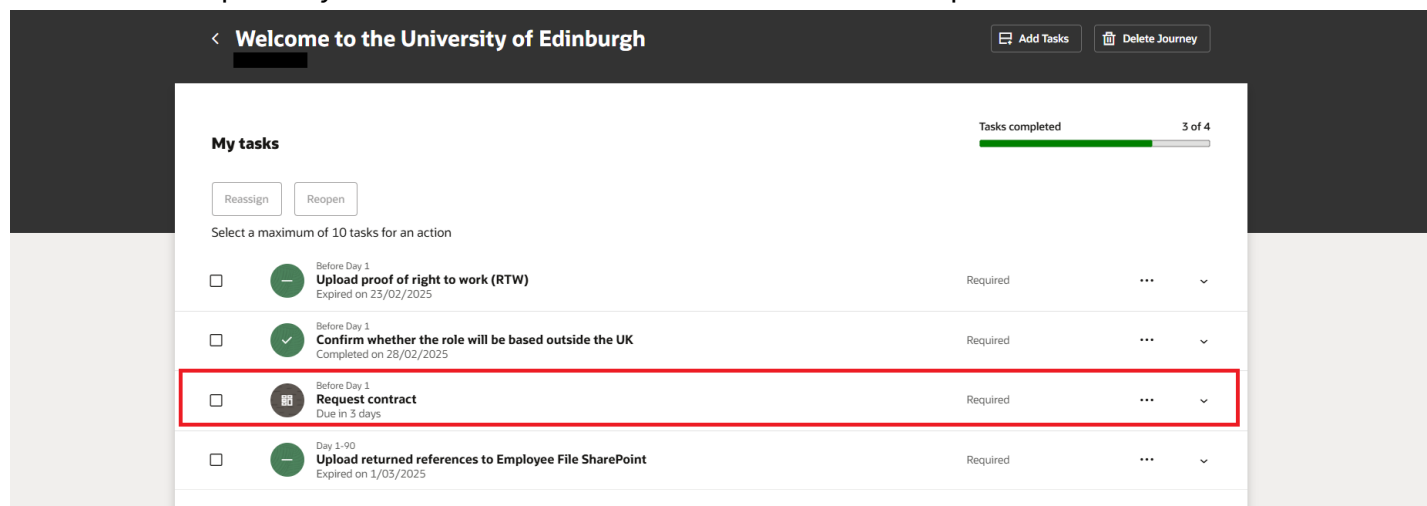 Welcome to the University of Edinburgh
Add Tasks
Delete Journey
My tasks
Tasks completed
3 of 4
Reassign
Reopen
Select a maximum of 10 tasks for an action
Before Day 1
Upload proof of right to work (RTW)
Expired on 23/02/2025
Required
Before Day 1
Confirm whether the role will be based outside the UK
Completed on 28/02/2025
Required
Before Day 1
Request contract
Due in 3 days
Required
Day 1-90
Upload returned references to Employee File SharePoint
Expired on 1/03/2025
Required